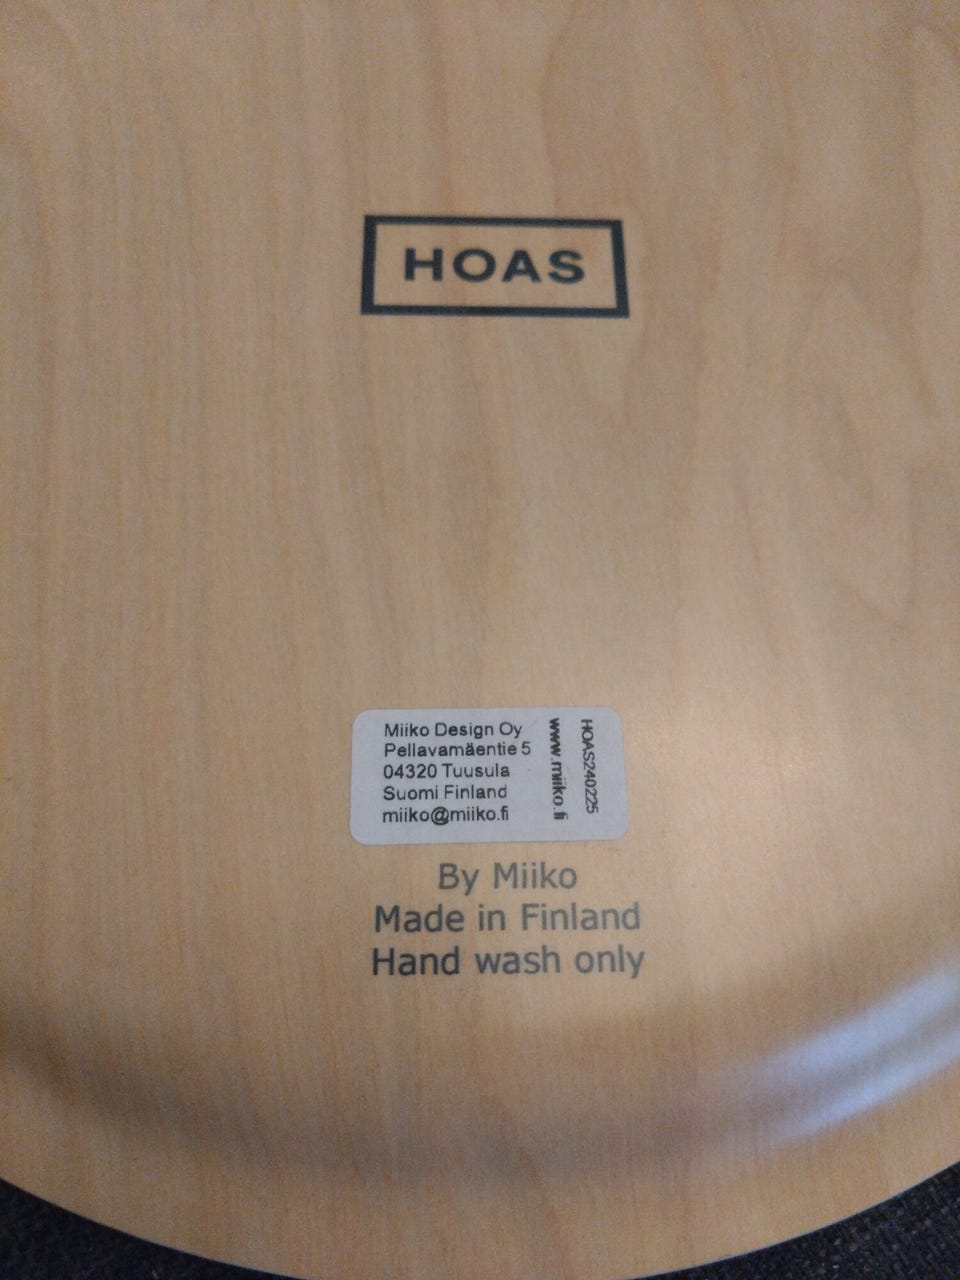 HOAS
Miiko Design Oy
Pellavamäentie 5
04320 Tuusula
Suomi Finland
miiko@miiko.fi
www.miiko.fi
HOAS240225
By Miiko
Made in Finland
Hand wash only